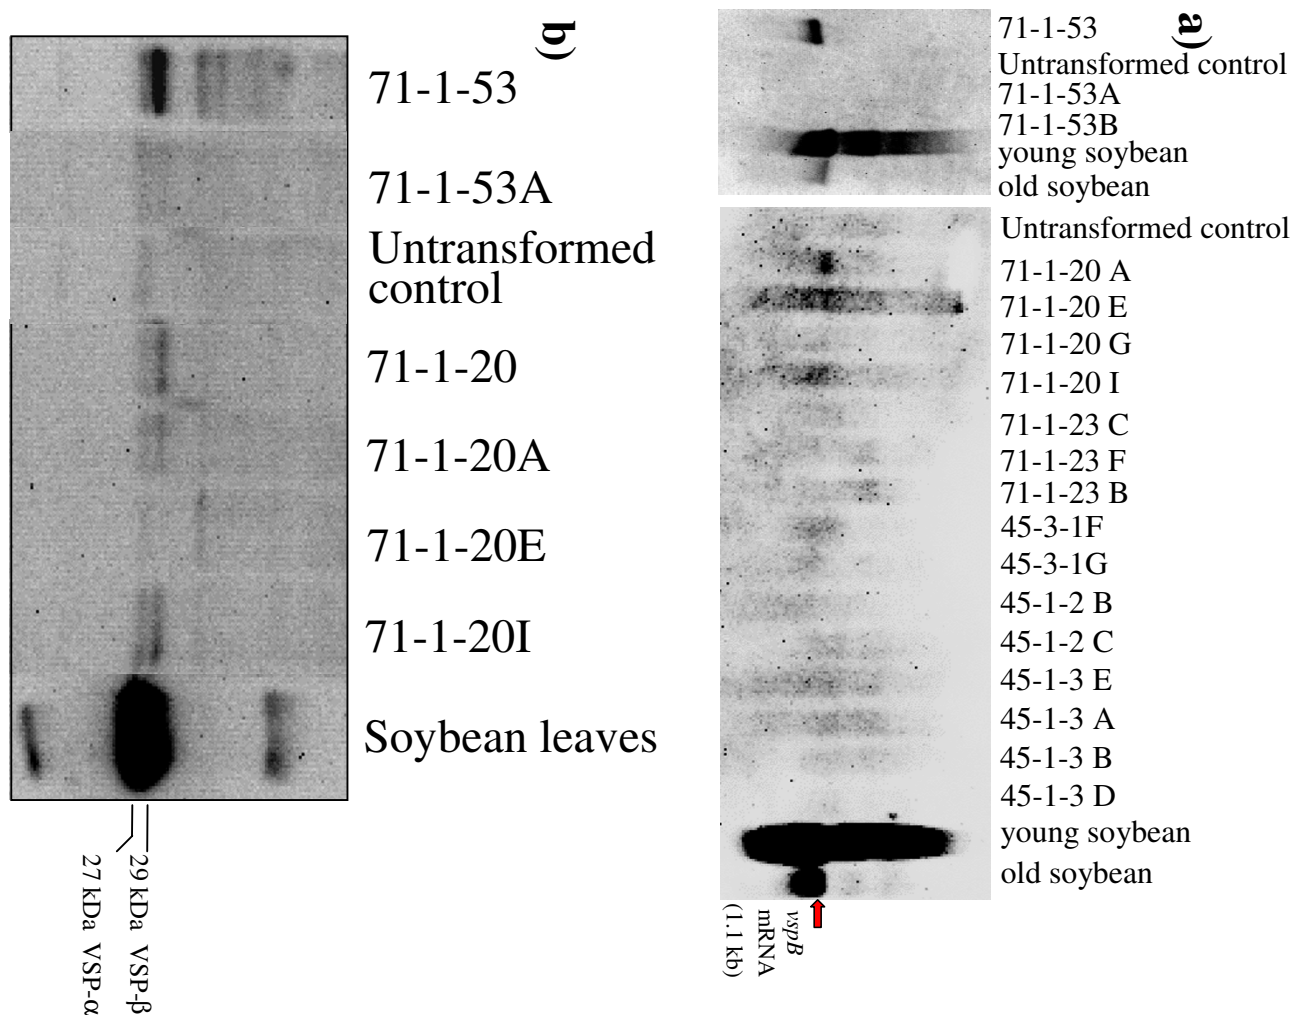 a)
71-1-53
Untransformed control
71-1-53A
71-1-53B
young soybean
old soybean
Untransformed control
71-1-20 A
71-1-20 E
71-1-20 G
71-1-20 I
71-1-23 C
71-1-23 F
71-1-23 B
45-3-1F
45-3-1G
45-1-2 B
45-1-2 C
45-1-3 E
45-1-3 A
45-1-3 B
45-1-3 D
young soybean
old soybean
vspB
mRNA
(1.1 kb)
b)
71-1-53
71-1-53A
Untransformed
control
71-1-20
71-1-20A
71-1-20E
71-1-20I
Soybean leaves
29 kDa VSP-β
27 kDa VSP-α